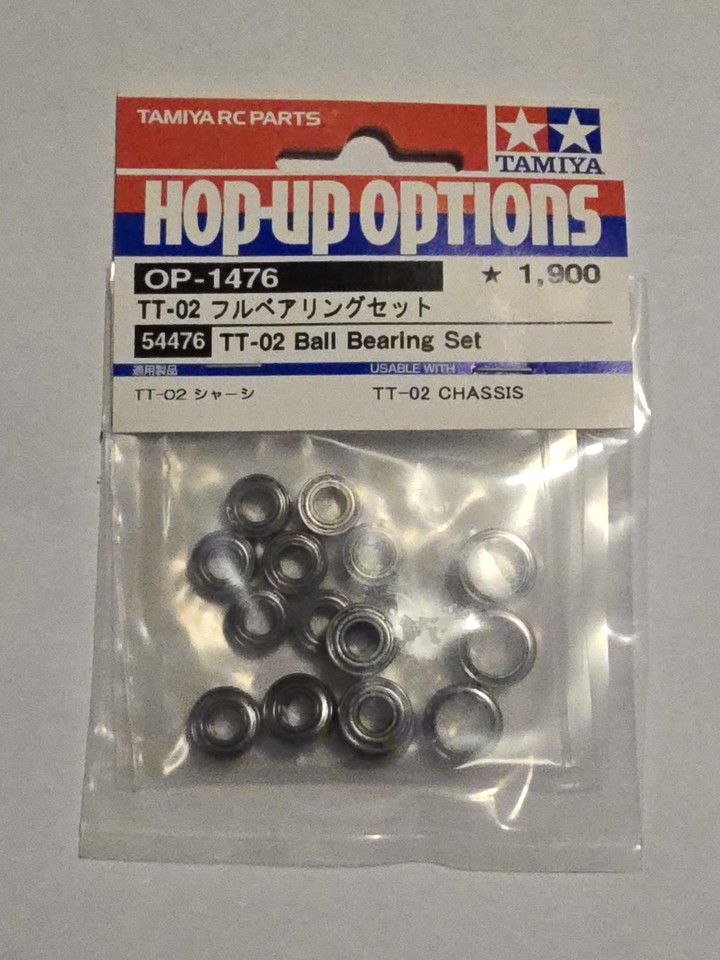 TAMIYA RC PARTS
TAMIYA
HOP-UP OPTIONS
OP-1476
★ 1,900
TT-02 フルベアリングセット
54476 TT-02 Ball Bearing Set
適用製品 USABLE WITH
TT-02 シャーシ TT-02 CHASSIS